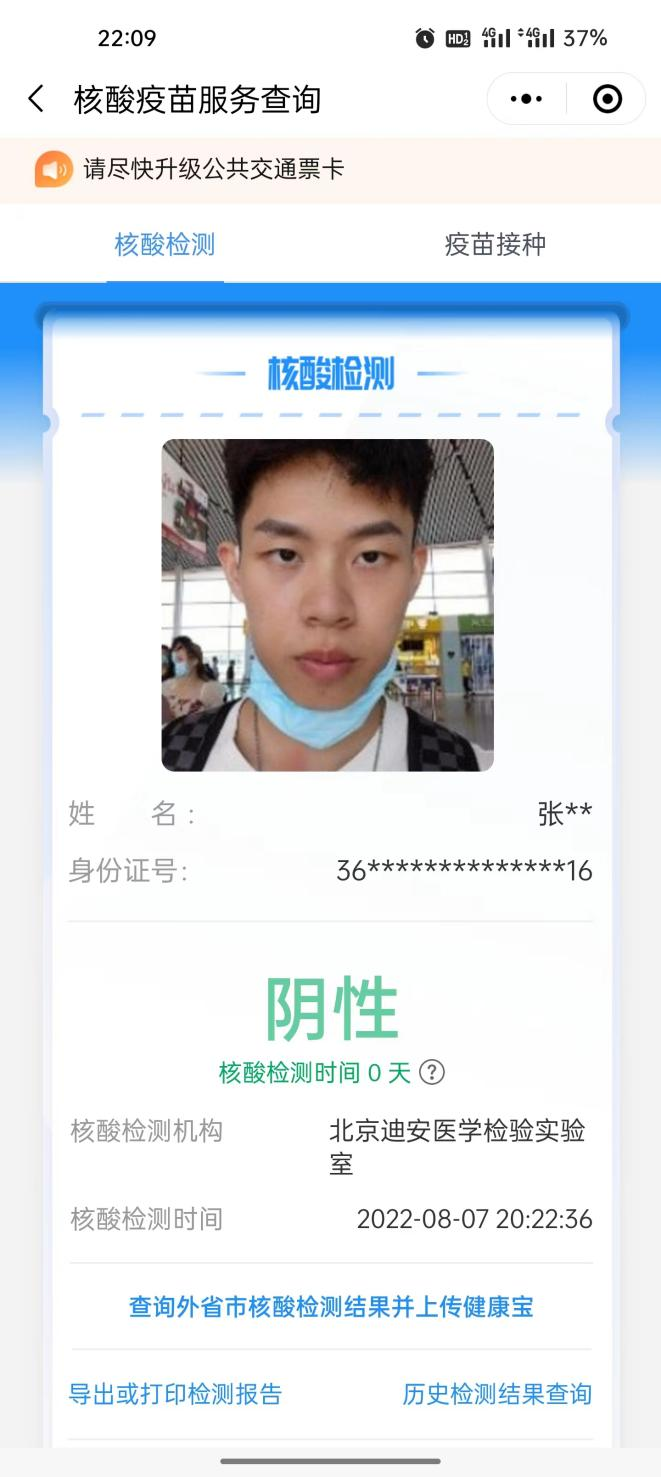 22:09
HD 4G 4G 37%
核酸疫苗服务查询
请尽快升级公共交通票卡
核酸检测 疫苗接种
核酸检测
姓 名: 张**
身份证号: 36**************16
阴性
核酸检测时间 0 天 ?
核酸检测机构 北京迪安医学检验实验
室
核酸检测时间 2022-08-07 20:22:36
查询外省市核酸检测结果并上传健康宝
导出或打印检测报告 历史检测结果查询